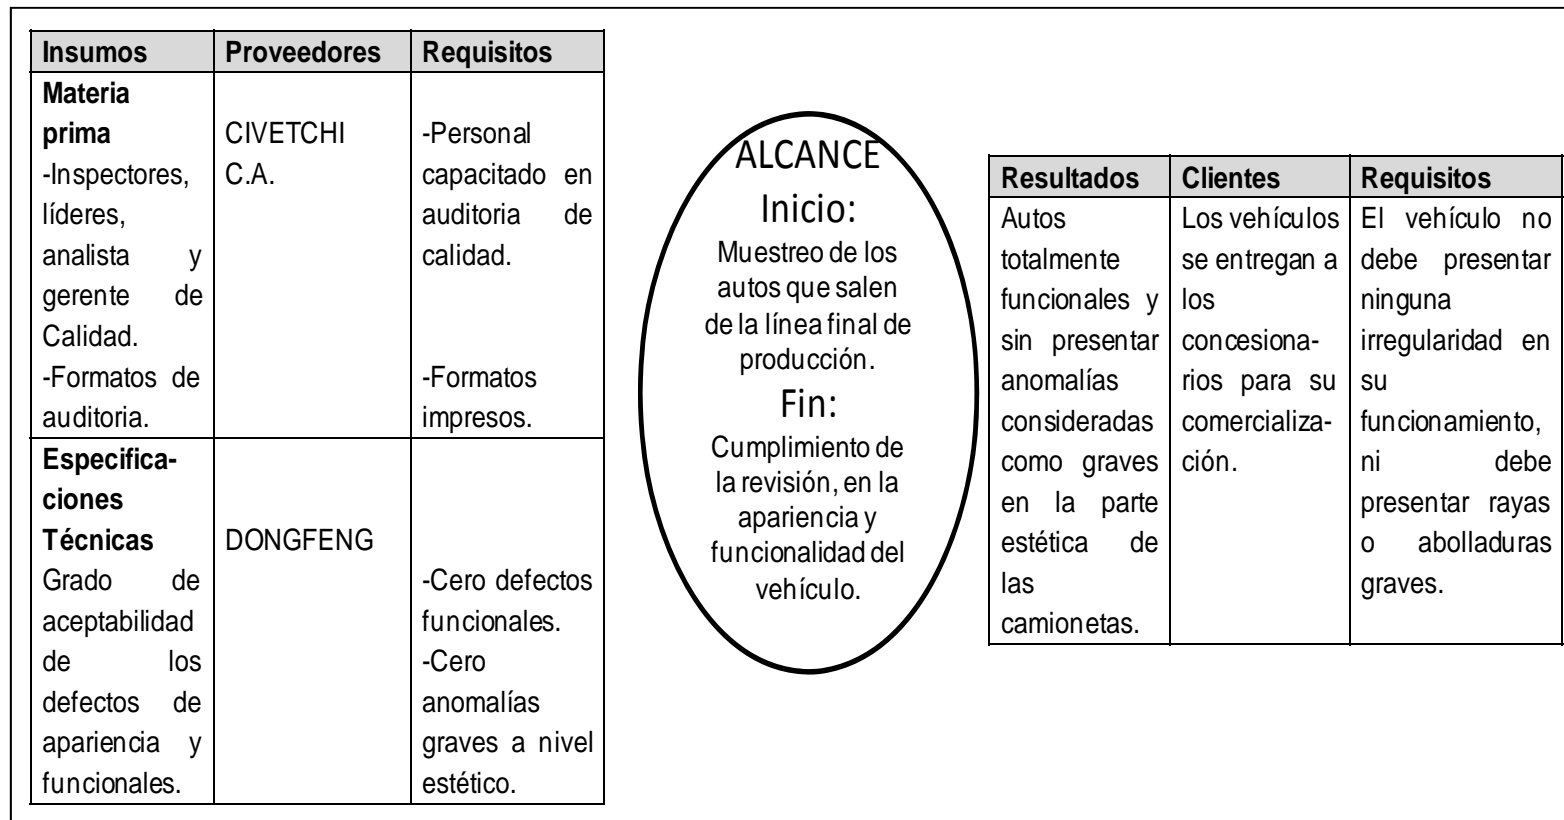 Insumos
Proveedores
Requisitos
Materia
prima
-Inspectores,
líderes,
analista y
gerente de
Calidad.
-Formatos de
auditoria.
CIVETCHI
C.A.
-Personal
capacitado en
auditoria de
calidad.
-Formatos
impresos.
Especifica-
ciones
Técnicas
Grado de
aceptabilidad
de los
defectos de
apariencia y
funcionales.
DONGFENG
-Cero defectos
funcionales.
-Cero
anomalías
graves a nivel
estético.
ALCANCE
Inicio:
Muestreo de los
autos que salen
de la línea final de
producción.
Fin:
Cumplimiento de
la revisión, en la
apariencia y
funcionalidad del
vehículo.
Resultados
Clientes
Requisitos
Autos
totalmente
funcionales y
sin presentar
anomalías
consideradas
como graves
en la parte
estética de
las
camionetas.
Los vehículos
se entregan a
los
concesiona-
rios para su
comercializa-
ción.
El vehículo no
debe presentar
ninguna
irregularidad en
su
funcionamiento,
ni debe
presentar rayas
o abolladuras
graves.